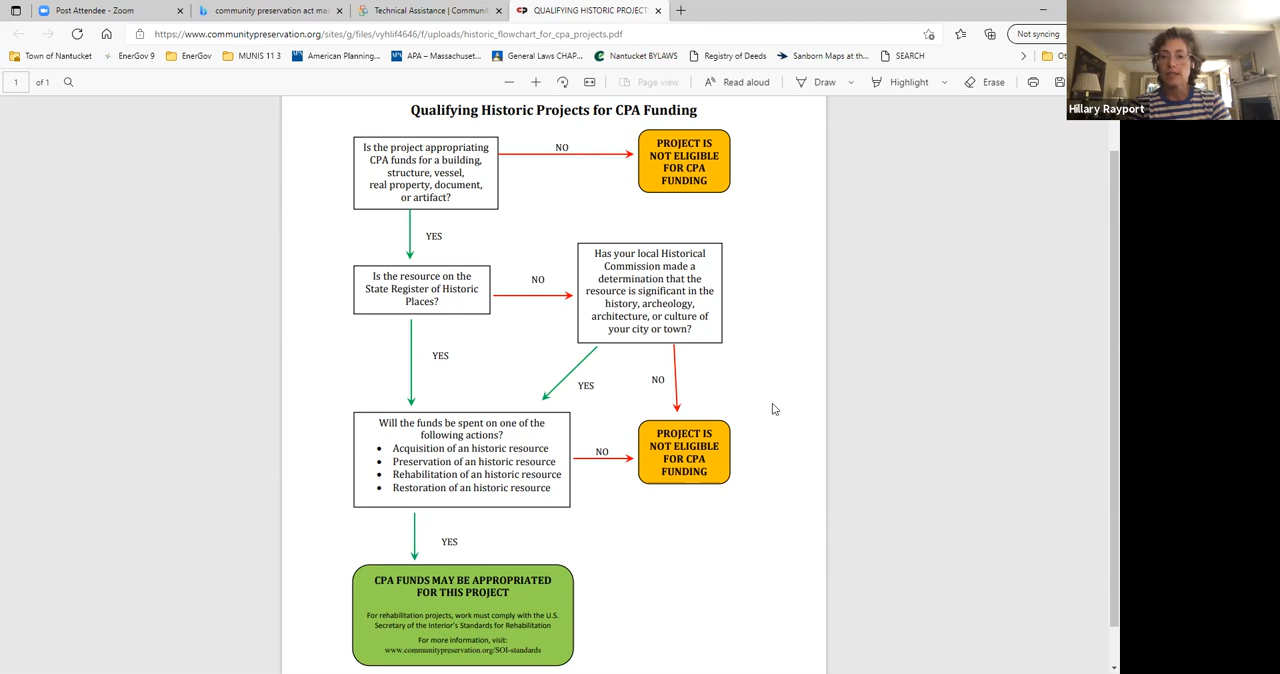 Post Attendee - Zoom
community preservation act mas
Technical Assistance | Communit
QUALIFYING HISTORIC PROJECT
https://www.communitypreservation.org/sites/g/files/vyhlif4646/f/uploads/historic_flowchart_for_cpa_projects.pdf
Not syncing
Town of Nantucket
EnerGov 9
EnerGov
MUNIS 11 3
American Planning...
APA – Massachuset...
General Laws CHAP...
Nantucket BYLAWS
Registry of Deeds
Sanborn Maps at th...
SEARCH
1 of 1
Page view
Read aloud
Draw
Highlight
Erase
Hillary Rayport
Qualifying Historic Projects for CPA Funding
Is the project appropriating
CPA funds for a building,
structure, vessel,
real property, document,
or artifact?
NO
PROJECT IS
NOT ELIGIBLE
FOR CPA
FUNDING
YES
Is the resource on the
State Register of Historic
Places?
NO
Has your local Historical
Commission made a
determination that the
resource is significant in the
history, archeology,
architecture, or culture of
your city or town?
YES
YES
NO
Will the funds be spent on one of the
following actions?
• Acquisition of an historic resource
• Preservation of an historic resource
• Rehabilitation of an historic resource
• Restoration of an historic resource
NO
PROJECT IS
NOT ELIGIBLE
FOR CPA
FUNDING
YES
CPA FUNDS MAY BE APPROPRIATED
FOR THIS PROJECT
For rehabilitation projects, work must comply with the U.S.
Secretary of the Interior's Standards for Rehabilitation
For more information, visit:
www.communitypreservation.org/SOI-standards